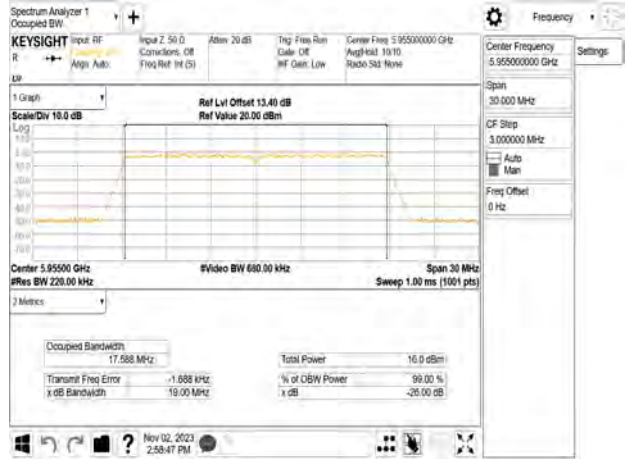 Spectrum Analyzer 1
Occupied BW
+
Frequency
KEYSIGHT
R
Input: RF
Align: Auto
Input Z: 50 Ω
Corrections: Off
Freq Ref: Int (S)
Atten: 20 dB
Trig: Free Run
Gate: Off
#IF Gain: Low
Center Freq: 5.955000000 GHz
Avg|Hold: 10/10
Radio Std: None
Center Frequency
5.955000000 GHz
Settings
Span
30.000 MHz
CF Step
3.000000 MHz
Auto
Man
Freq Offset
0 Hz
1 Graph
Scale/Div 10.0 dB
Ref Lvl Offset 13.40 dB
Ref Value 20.00 dBm
Log
Center 5.95500 GHz
#Res BW 220.00 kHz
#Video BW 680.00 kHz
Span 30 MHz
Sweep 1.00 ms (1001 pts)
2 Metrics
Occupied Bandwidth
17.588 MHz
Total Power 16.0 dBm
Transmit Freq Error -1.688 kHz
% of OBW Power 99.00 %
x dB Bandwidth 19.00 MHz
x dB -26.00 dB
?
Nov 02, 2023
2:58:47 PM